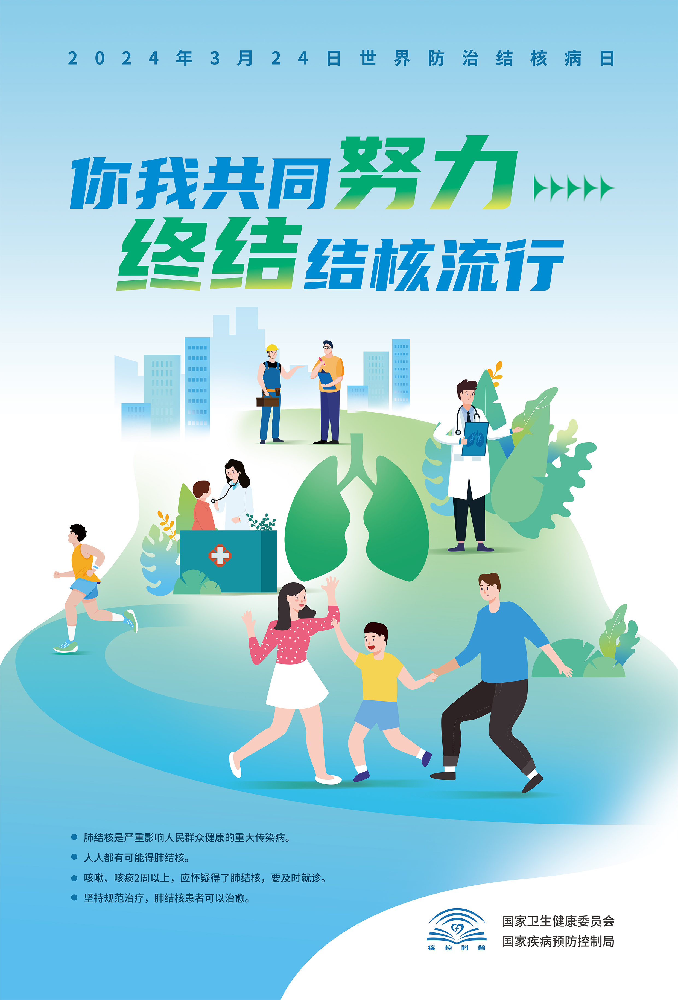 2024年3月24日世界防治结核病日
你我共同努力
终结结核流行
肺结核是严重影响人民群众健康的重大传染病。
人人都有可能得肺结核。
咳嗽、咳痰2周以上，应怀疑得了肺结核，要及时就诊。
坚持规范治疗，肺结核患者可以治愈。
国家卫生健康委员会
国家疾病预防控制局
疾控科普